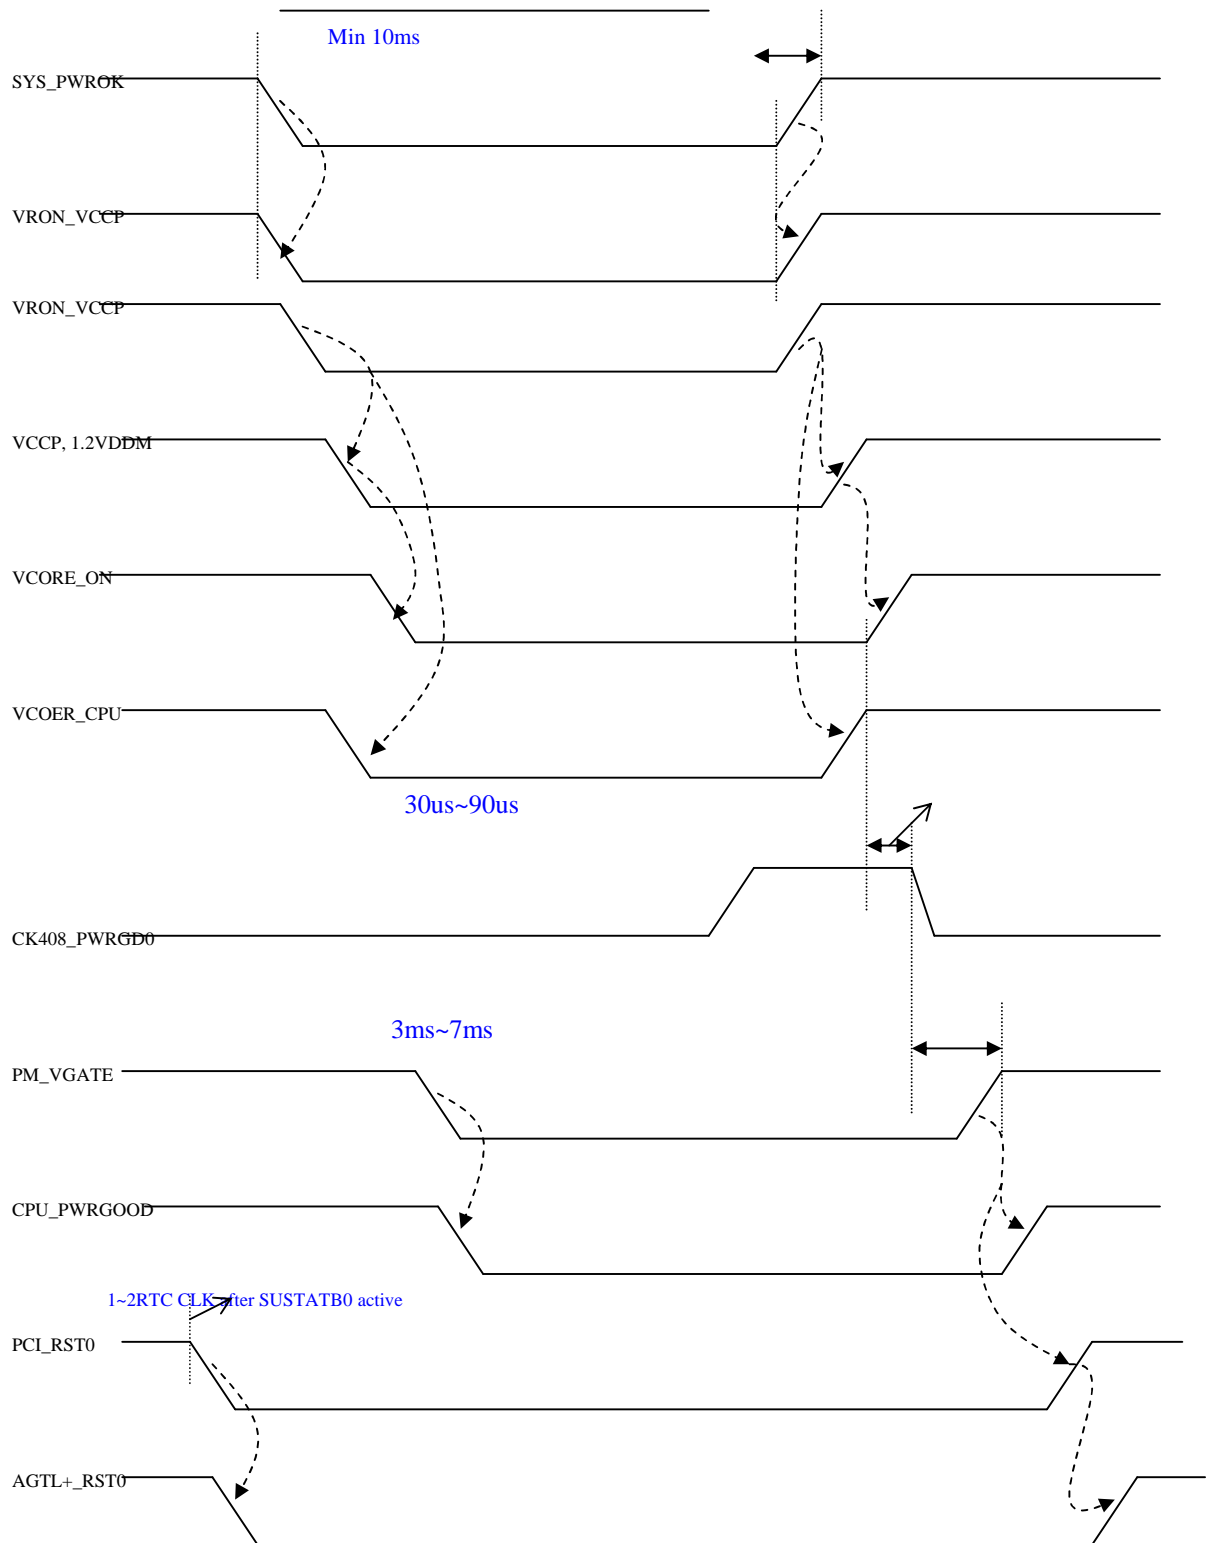 Min 10ms
SYS_PWROK
VRON_VCCP
VRON_VCCP
VCCP, 1.2VDDM
VCORE_ON
VCOER_CPU
30us~90us
CK408_PWRGD0
3ms~7ms
PM_VGATE
CPU_PWRGOOD
1~2RTC CLK after SUSTATB0 active
PCI_RST0
AGTL+_RST0